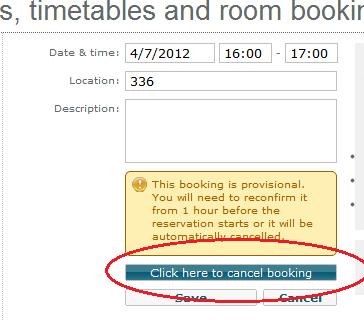 s, timetables and room bookin
Date & time: 4/7/2012 16:00 - 17:00
Location: 336
Description:
This booking is provisional.
You will need to reconfirm it
from 1 hour before the
reservation starts or it will be
automatically cancelled.
Click here to cancel booking
Save Cancel